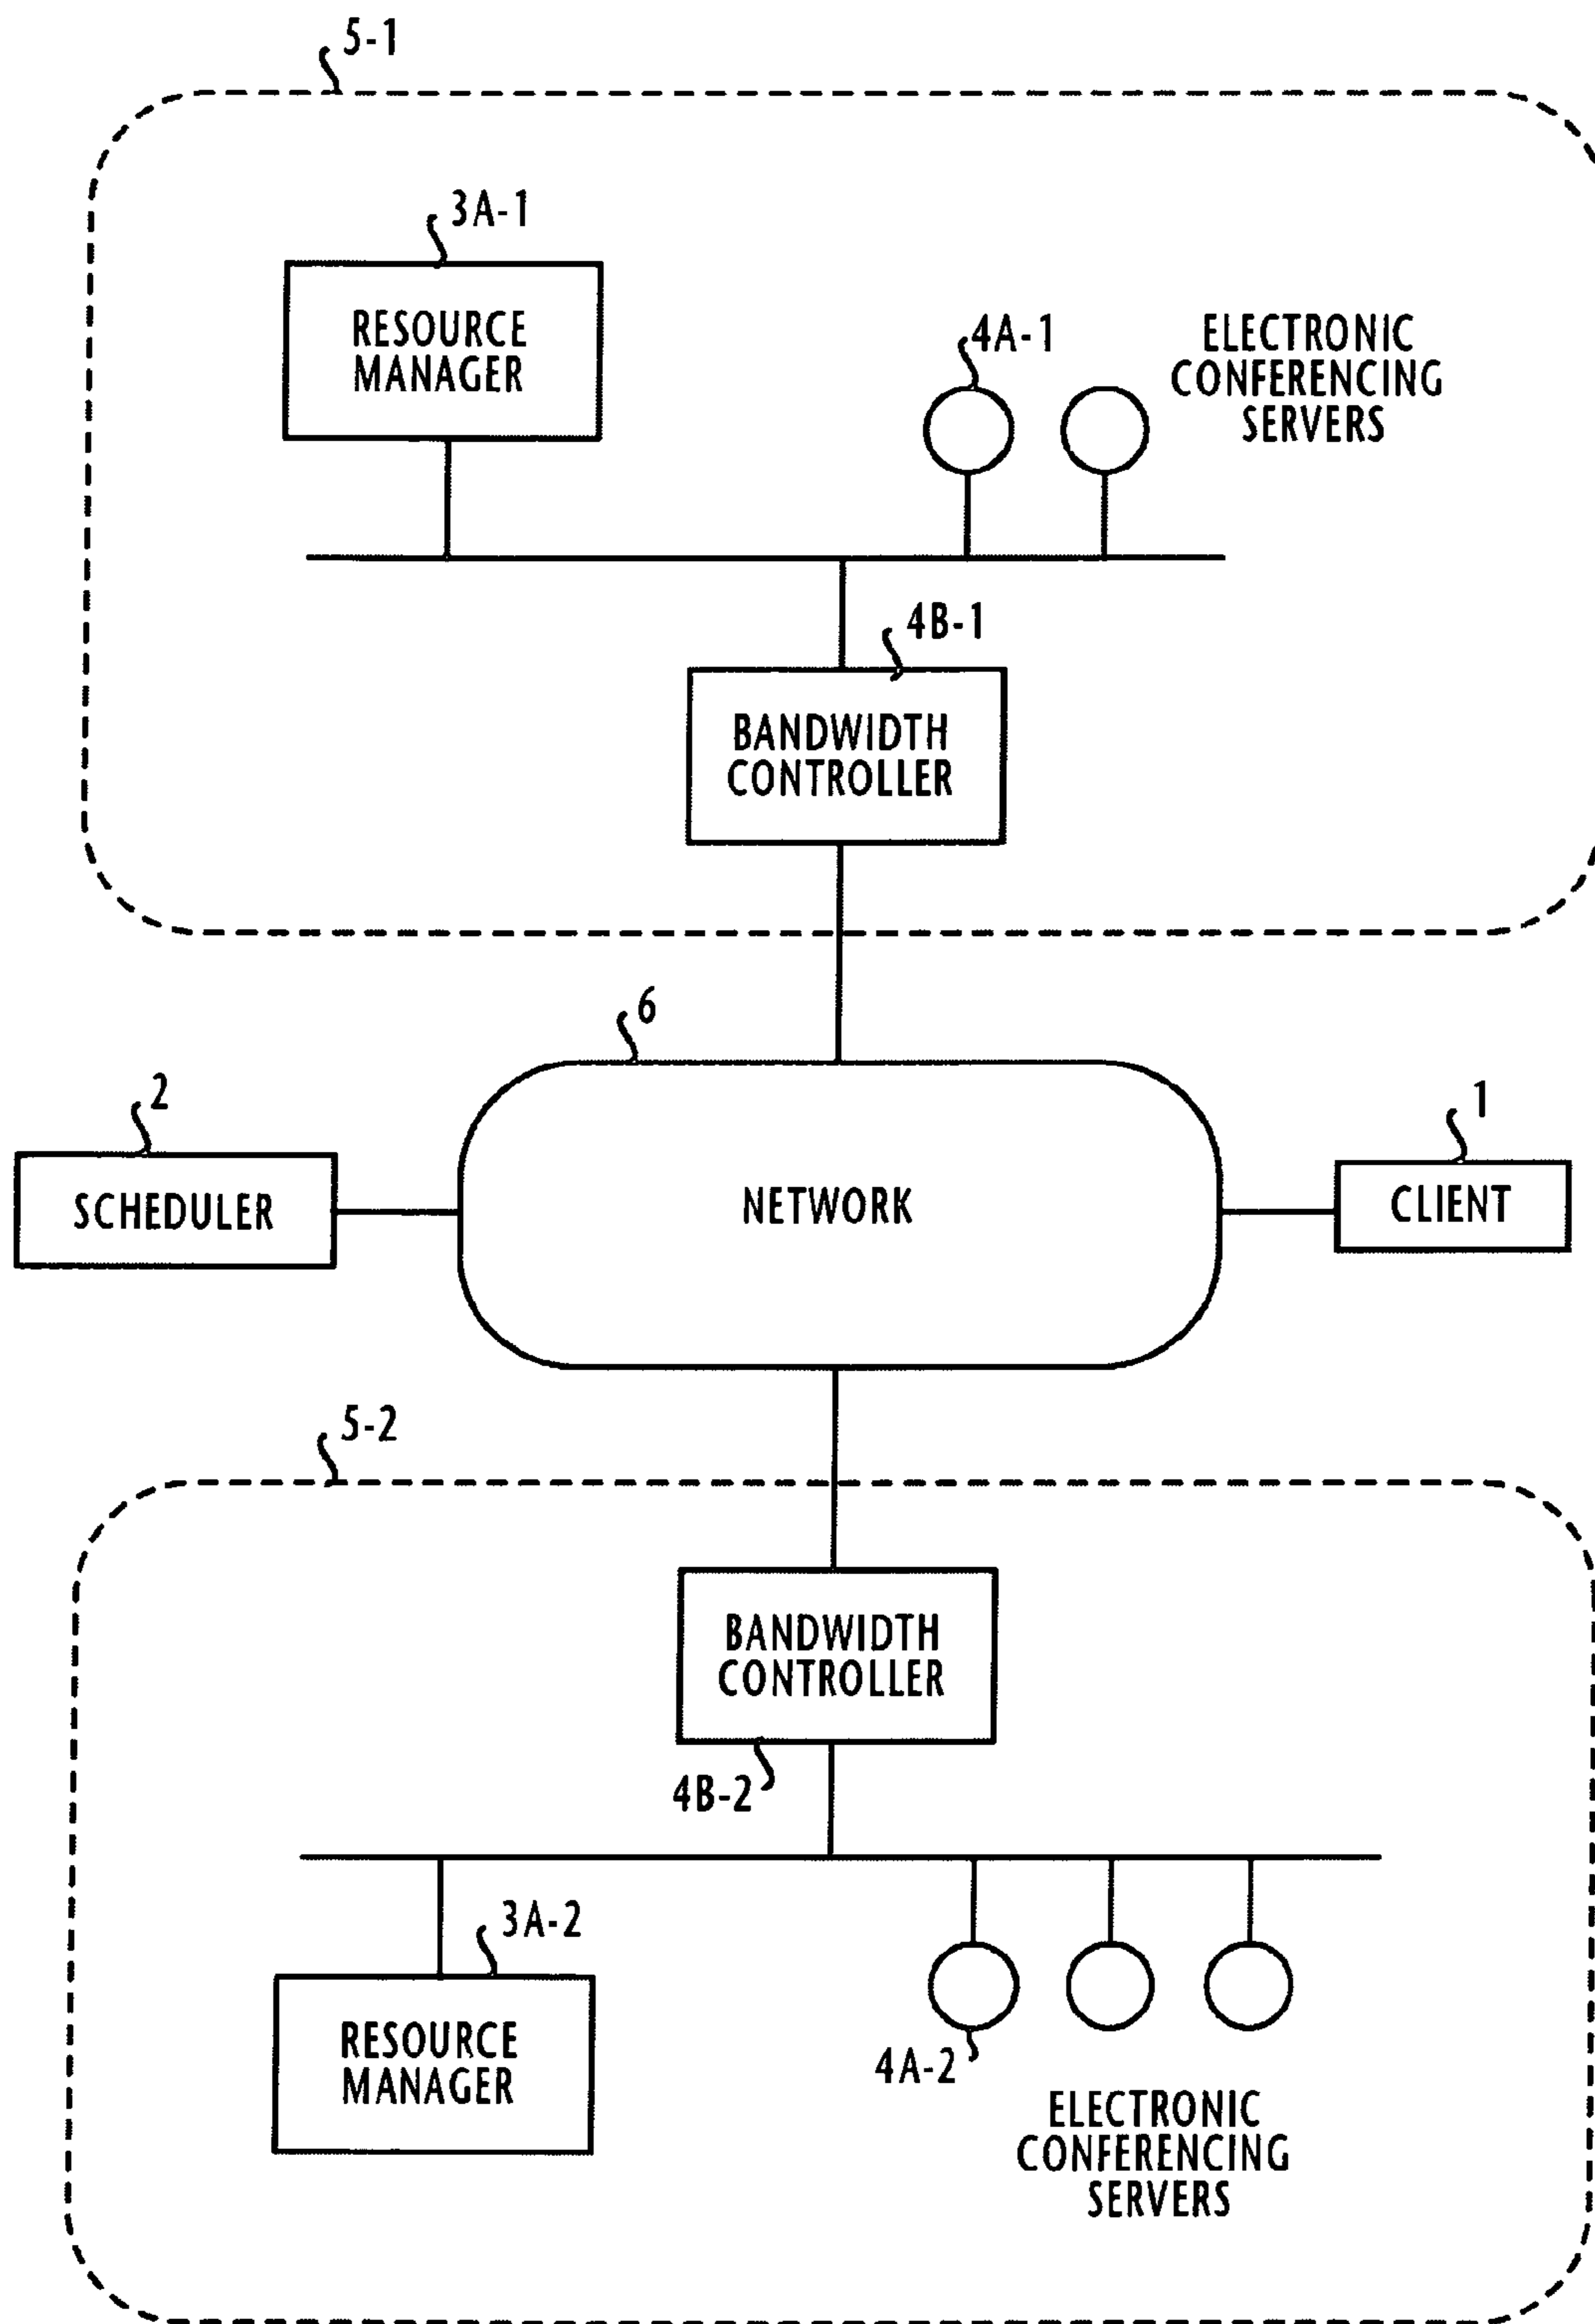 5-1
3A-1
RESOURCE
MANAGER
4A-1
ELECTRONIC
CONFERENCING
SERVERS
4B-1
BANDWIDTH
CONTROLLER
6
2
SCHEDULER
NETWORK
1
CLIENT
5-2
BANDWIDTH
CONTROLLER
4B-2
3A-2
RESOURCE
MANAGER
4A-2
ELECTRONIC
CONFERENCING
SERVERS